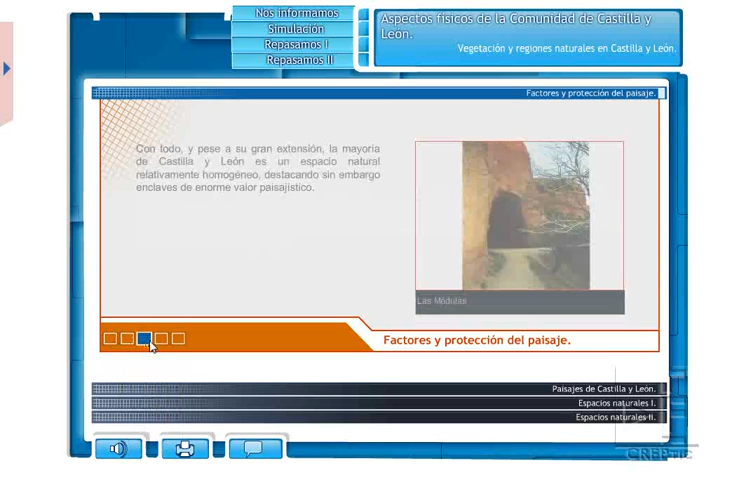 Nos informamos
Simulación
Repasamos I
Repasamos II
Aspectos físicos de la Comunidad de Castilla y
León.
Vegetación y regiones naturales en Castilla y León.
Factores y protección del paisaje.
Con todo, y pese a su gran extensión, la mayoría
de Castilla y León es un espacio natural
relativamente homogéneo, destacando sin embargo
enclaves de enorme valor paisajístico.
Las Médulas
Factores y protección del paisaje.
Paisajes de Castilla y León.
Espacios naturales I.
Espacios naturales II.
CREPTIC